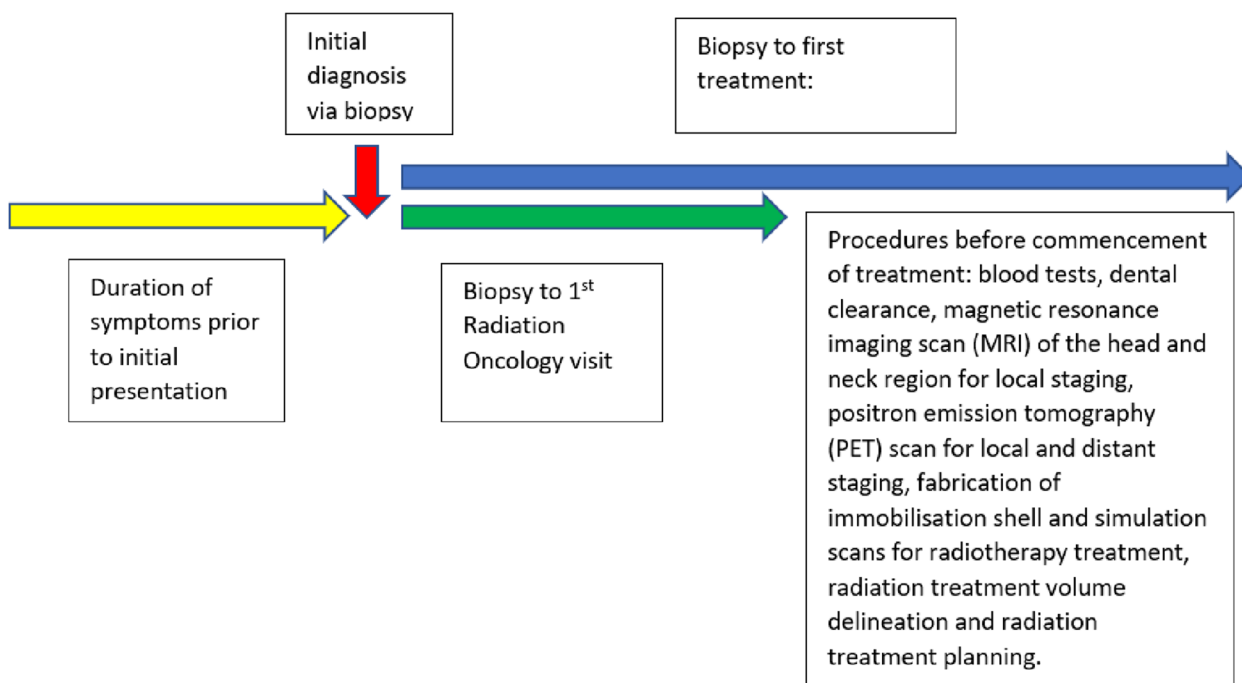 Initial
diagnosis
via biopsy
Biopsy to first
treatment:
Duration of
symptoms prior
to initial
presentation
Biopsy to 1st
Radiation
Oncology visit
Procedures before commencement
of treatment: blood tests, dental
clearance, magnetic resonance
imaging scan (MRI) of the head and
neck region for local staging,
positron emission tomography
(PET) scan for local and distant
staging, fabrication of
immobilisation shell and simulation
scans for radiotherapy treatment,
radiation treatment volume
delineation and radiation
treatment planning.